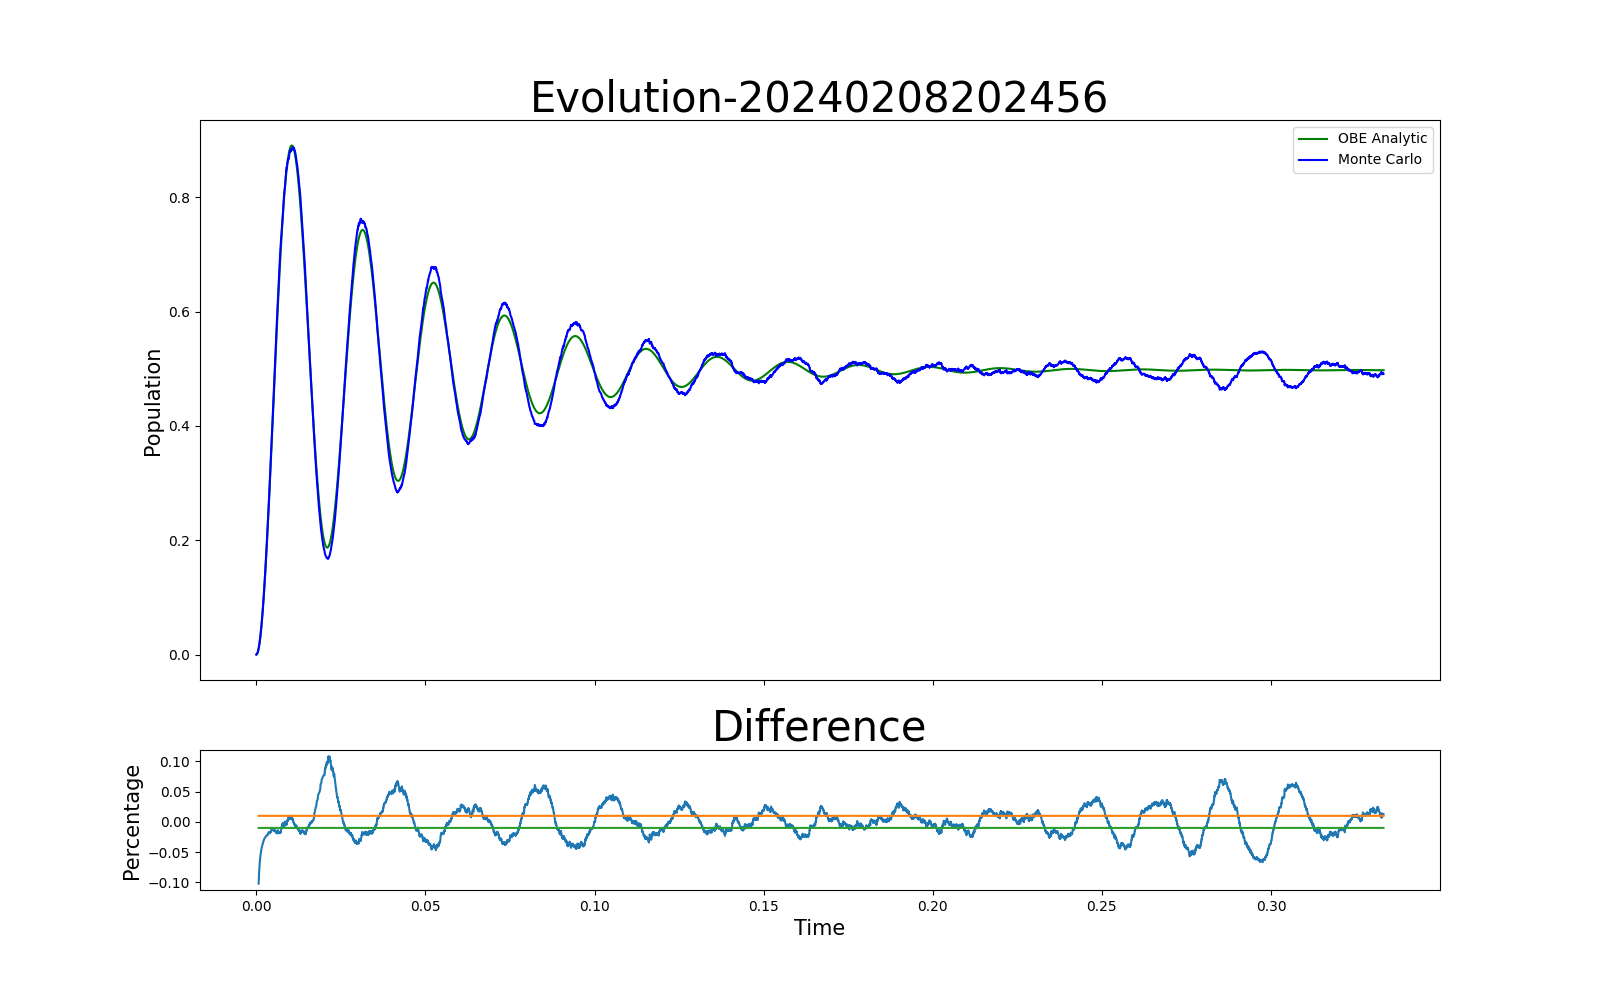 Evolution-20240208202456
OBE Analytic
Monte Carlo
Population
0.8
0.6
0.4
0.2
0.0
Difference
Percentage
0.10
0.05
0.00
−0.05
−0.10
0.00 0.05 0.10 0.15 0.20 0.25 0.30
Time